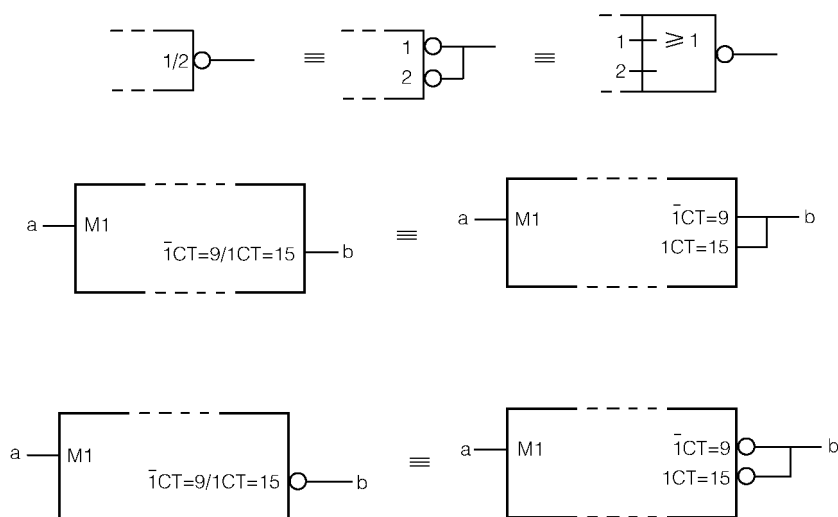 1/2
≡
1
2
≡
1
≥ 1
2
a
M1
1̄CT=9/1CT=15
b
≡
a
M1
1̄CT=9
1CT=15
b
a
M1
1̄CT=9/1CT=15
b
≡
a
M1
1̄CT=9
1CT=15
b